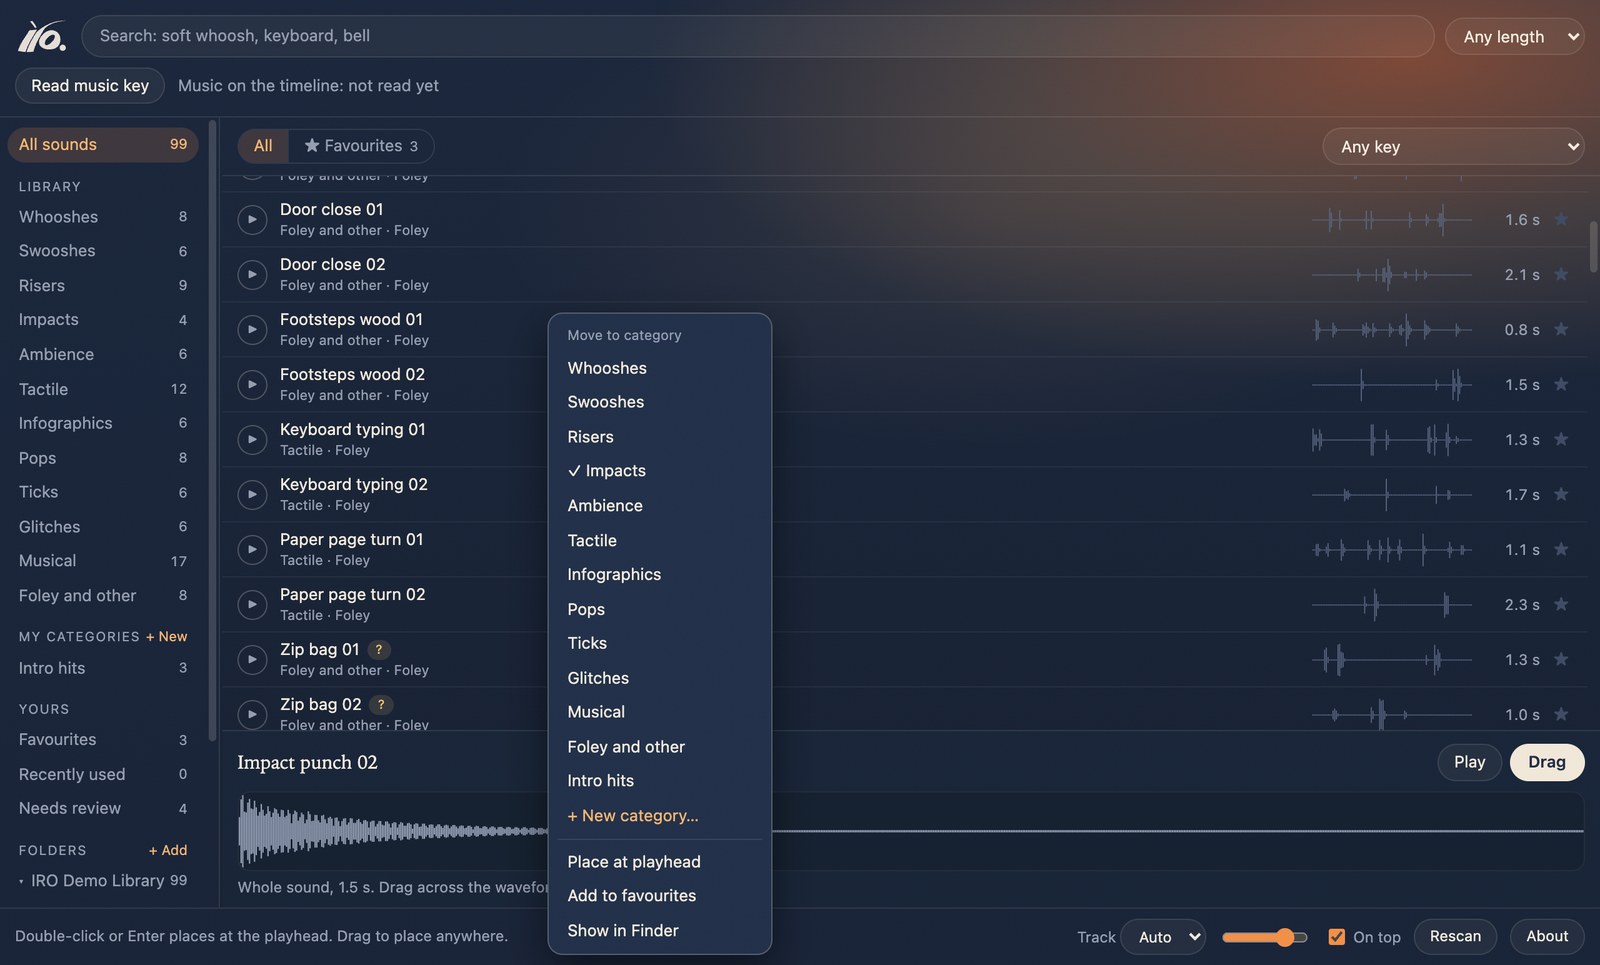 iro.
Search: soft whoosh, keyboard, bell
Any length
Read music key
Music on the timeline: not read yet
All sounds 99
LIBRARY
Whooshes 8
Swooshes 6
Risers 9
Impacts 4
Ambience 6
Tactile 12
Infographics 6
Pops 8
Ticks 6
Glitches 6
Musical 17
Foley and other 8
MY CATEGORIES + New
Intro hits 3
YOURS
Favourites 3
Recently used 0
Needs review 4
FOLDERS + Add
IRO Demo Library 99
All ★ Favourites 3
Any key
Foley and other · Foley
Door close 01
Foley and other · Foley
1.6 s
Door close 02
Foley and other · Foley
2.1 s
Footsteps wood 01
Foley and other · Foley
0.8 s
Footsteps wood 02
Foley and other · Foley
1.5 s
Keyboard typing 01
Tactile · Foley
1.3 s
Keyboard typing 02
Tactile · Foley
1.7 s
Paper page turn 01
Tactile · Foley
1.1 s
Paper page turn 02
Tactile · Foley
2.3 s
Zip bag 01 ?
Foley and other · Foley
1.3 s
Zip bag 02 ?
Foley and other · Foley
1.0 s
Move to category
Whooshes
Swooshes
Risers
✓ Impacts
Ambience
Tactile
Infographics
Pops
Ticks
Glitches
Musical
Foley and other
Intro hits
+ New category...
Place at playhead
Add to favourites
Show in Finder
Impact punch 02
Play
Drag
Whole sound, 1.5 s. Drag across the
Double-click or Enter places at the playhead. Drag to place anywhere.
Track
Auto
On top
Rescan
About